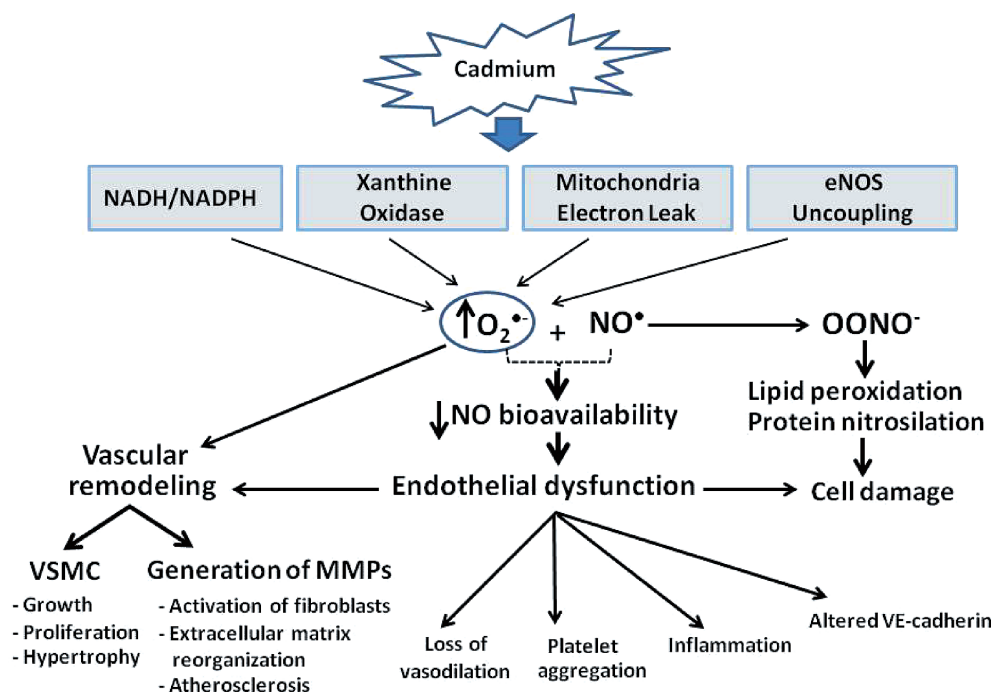 Cadmium
NADH/NADPH
Xanthine
Oxidase
Mitochondria
Electron Leak
eNOS
Uncoupling
↑O₂•- + NO• → OONO⁻
↓NO bioavailability
Lipid peroxidation
Protein nitrosilation
Vascular
remodeling
Endothelial dysfunction
Cell damage
VSMC
- Growth
- Proliferation
- Hypertrophy
Generation of MMPs
- Activation of fibroblasts
- Extracellular matrix
reorganization
- Atherosclerosis
Loss of
vasodilation
Platelet
aggregation
Inflammation
Altered VE-cadherin